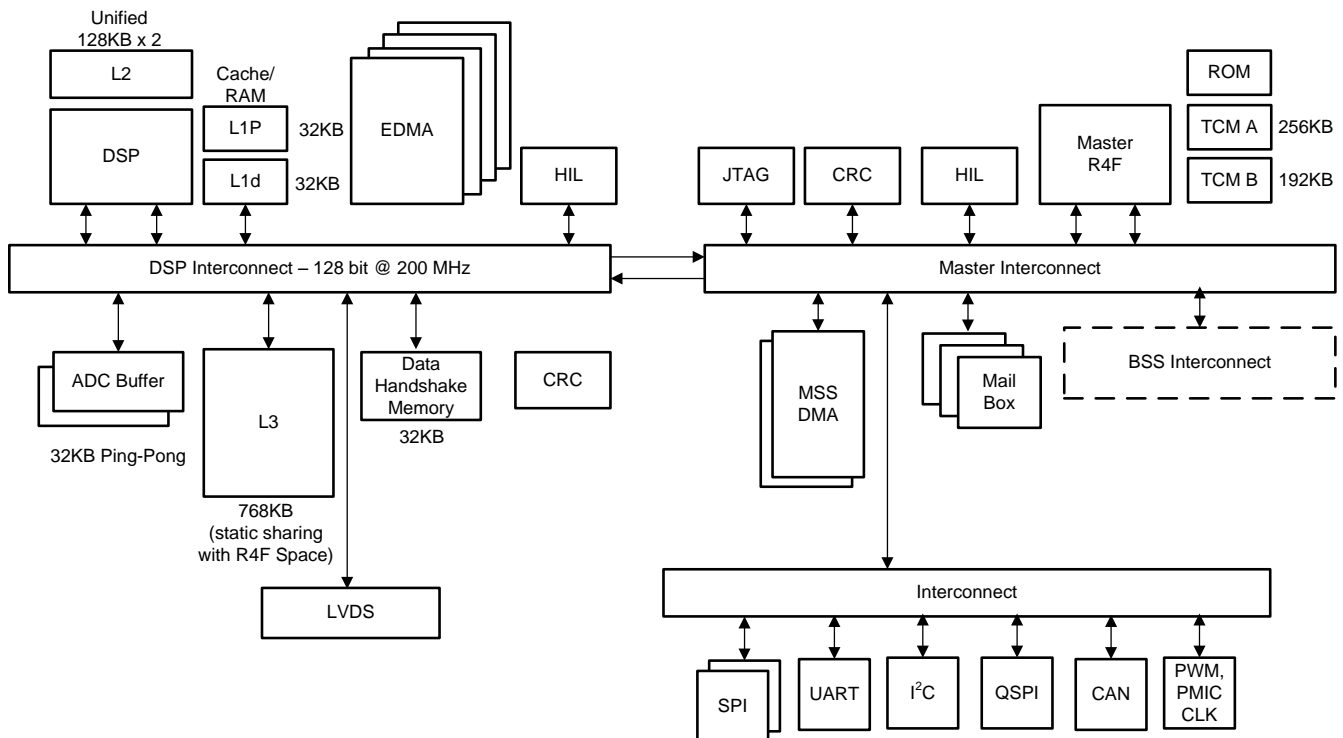 Unified
128KB x 2
L2
Cache/
RAM
DSP
L1P
32KB
L1d
32KB
EDMA
HIL
JTAG
CRC
HIL
Master
R4F
ROM
TCM A
256KB
TCM B
192KB
DSP Interconnect – 128 bit @ 200 MHz
Master Interconnect
ADC Buffer
32KB Ping-Pong
L3
768KB
(static sharing
with R4F Space)
Data
Handshake
Memory
32KB
CRC
LVDS
MSS
DMA
Mail
Box
BSS Interconnect
Interconnect
SPI
UART
I²C
QSPI
CAN
PWM,
PMIC
CLK